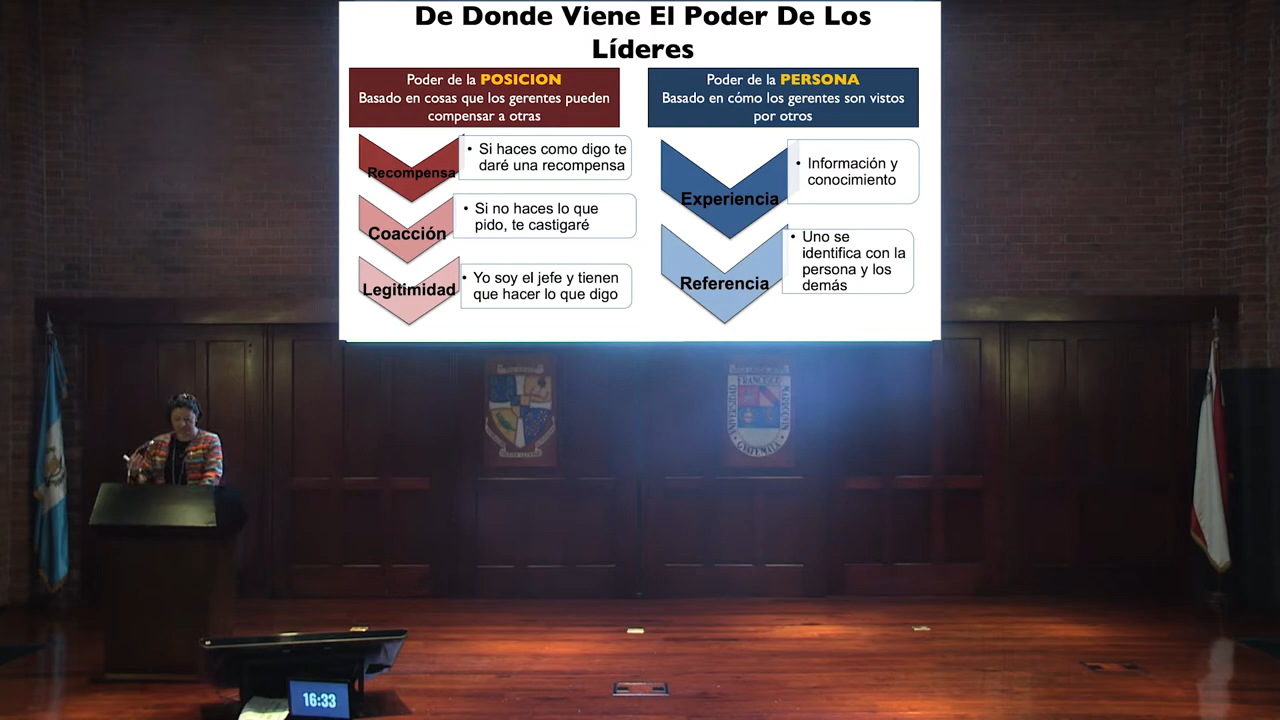 De Donde Viene El Poder De Los
Líderes
Poder de la POSICION
Basado en cosas que los gerentes pueden
compensar a otras
Recompensa
• Si haces como digo te
daré una recompensa
Coacción
• Si no haces lo que
pido, te castigaré
Legitimidad
• Yo soy el jefe y tienen
que hacer lo que digo
Poder de la PERSONA
Basado en cómo los gerentes son vistos
por otros
Experiencia
• Información y
conocimiento
Referencia
• Uno se
identifica con la
persona y los
demás
UNIVERSIDAD FRANCISCO MARROQUIN
GUATEMALA
16:33